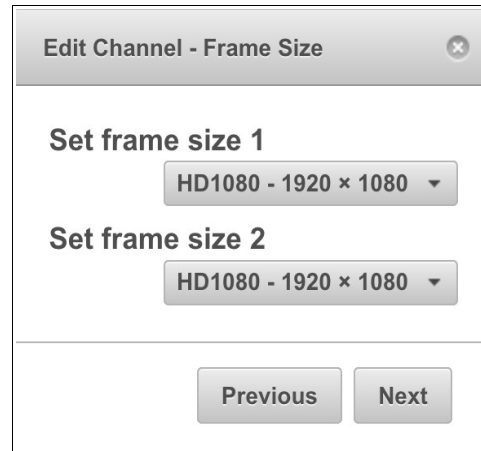 Edit Channel - Frame Size
Set frame size 1
HD1080 - 1920 × 1080
Set frame size 2
HD1080 - 1920 × 1080
Previous Next